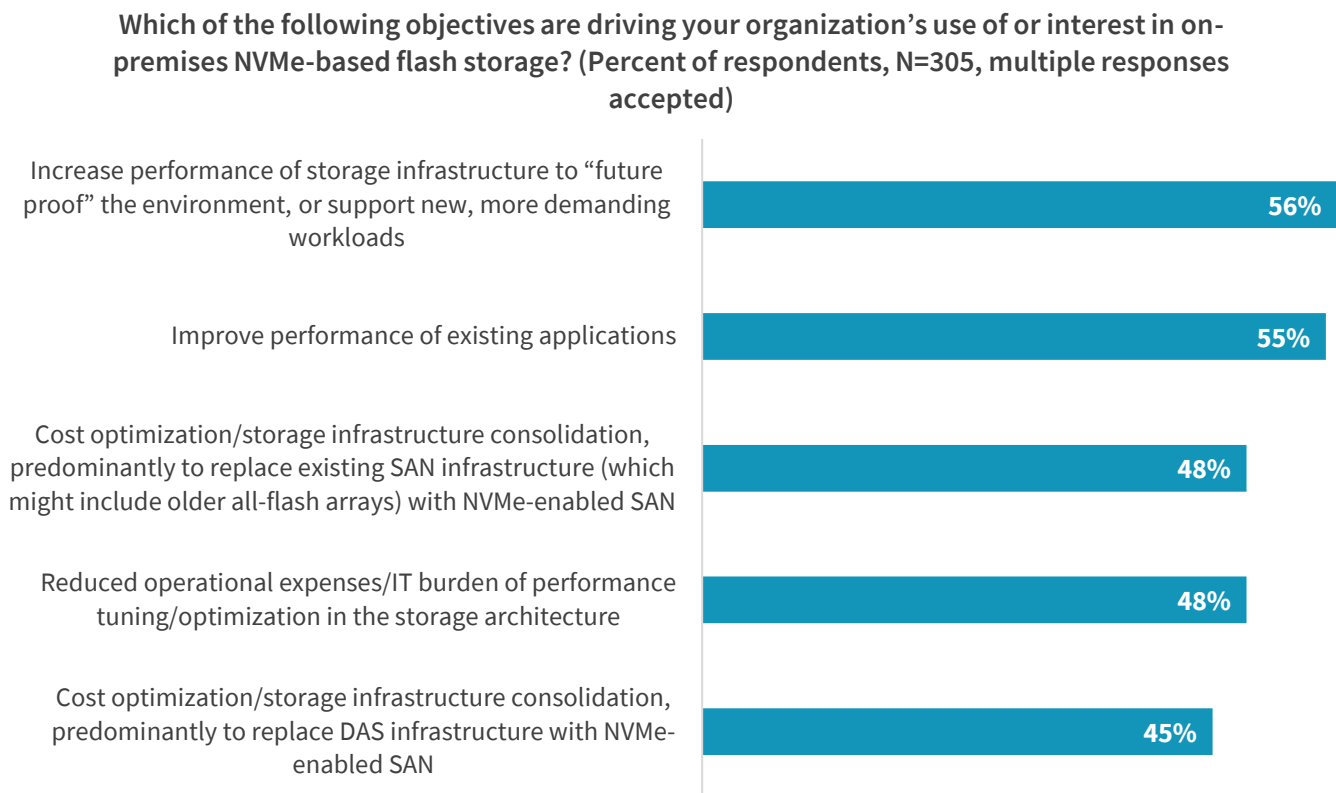 Which of the following objectives are driving your organization’s use of or interest in on-
premises NVMe-based flash storage? (Percent of respondents, N=305, multiple responses
accepted)
Increase performance of storage infrastructure to “future
proof” the environment, or support new, more demanding
workloads
56%
Improve performance of existing applications
55%
Cost optimization/storage infrastructure consolidation,
predominantly to replace existing SAN infrastructure (which
might include older all-flash arrays) with NVMe-enabled SAN
48%
Reduced operational expenses/IT burden of performance
tuning/optimization in the storage architecture
48%
Cost optimization/storage infrastructure consolidation,
predominantly to replace DAS infrastructure with NVMe-
enabled SAN
45%